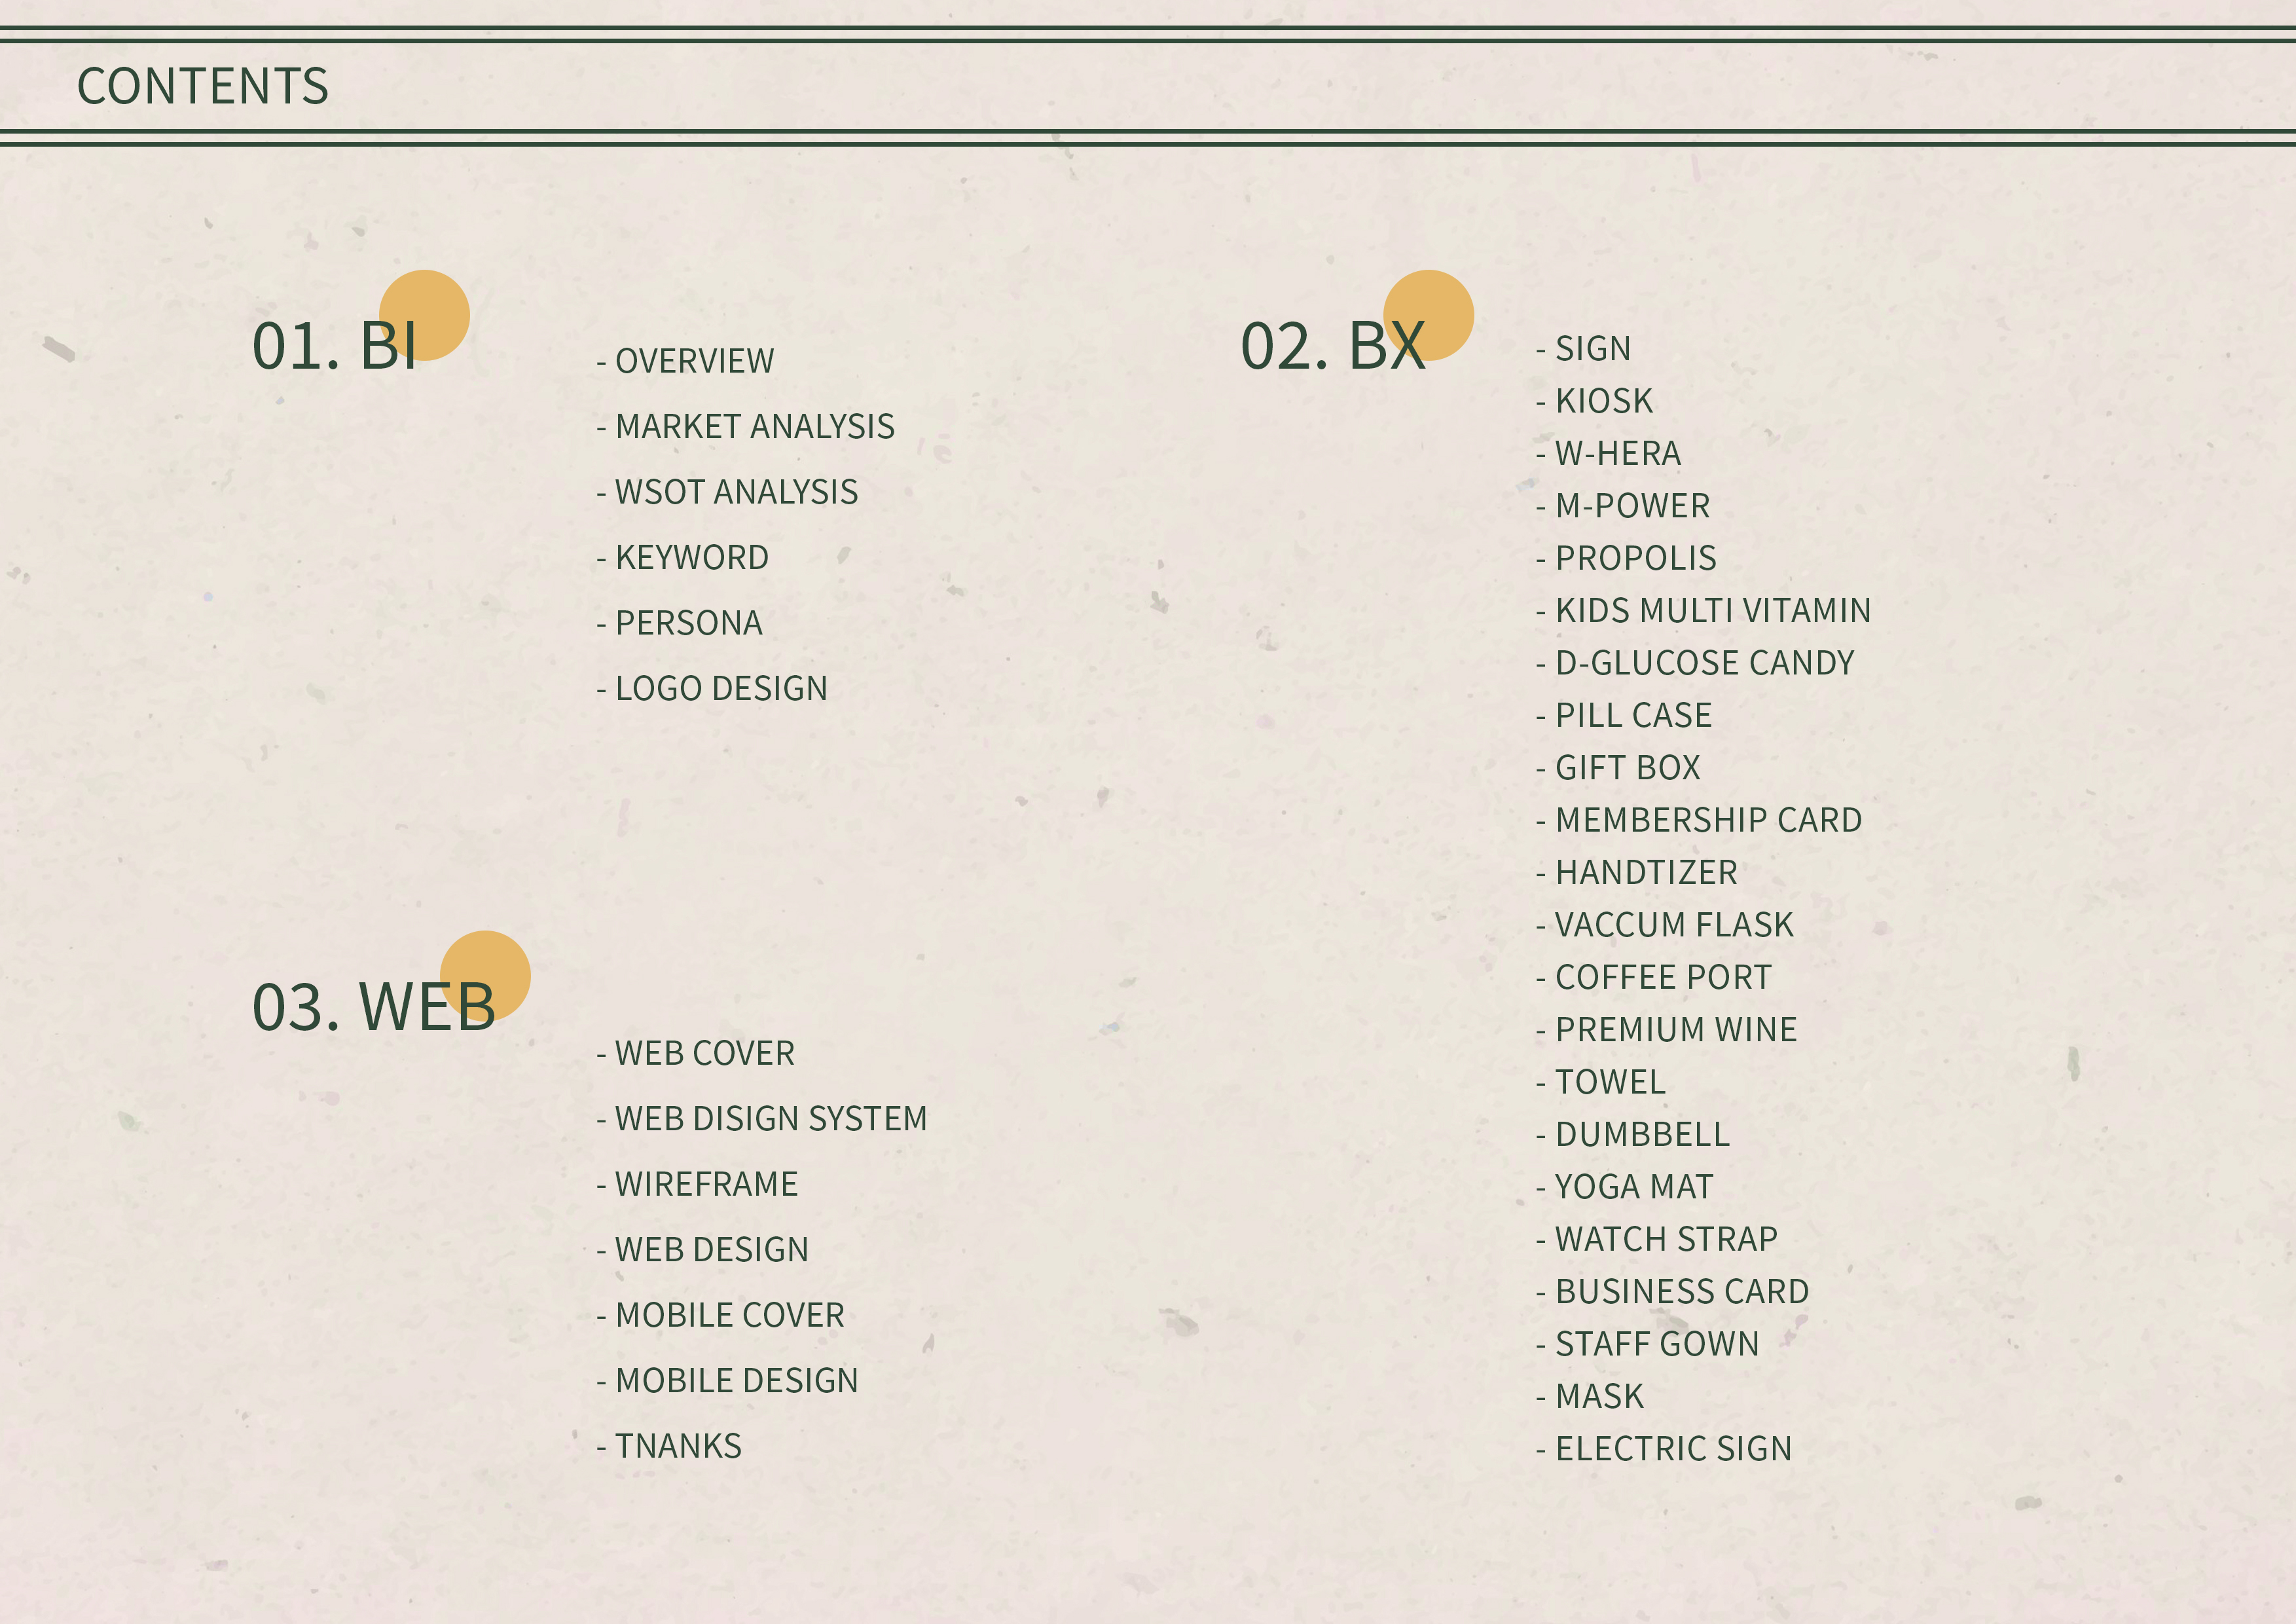 CONTENTS
01. BI
- OVERVIEW
- MARKET ANALYSIS
- WSOT ANALYSIS
- KEYWORD
- PERSONA
- LOGO DESIGN
02. BX
- SIGN
- KIOSK
- W-HERA
- M-POWER
- PROPOLIS
- KIDS MULTI VITAMIN
- D-GLUCOSE CANDY
- PILL CASE
- GIFT BOX
- MEMBERSHIP CARD
- HANDTIZER
- VACCUM FLASK
- COFFEE PORT
- PREMIUM WINE
- TOWEL
- DUMBBELL
- YOGA MAT
- WATCH STRAP
- BUSINESS CARD
- STAFF GOWN
- MASK
- ELECTRIC SIGN
03. WEB
- WEB COVER
- WEB DISIGN SYSTEM
- WIREFRAME
- WEB DESIGN
- MOBILE COVER
- MOBILE DESIGN
- TNANKS